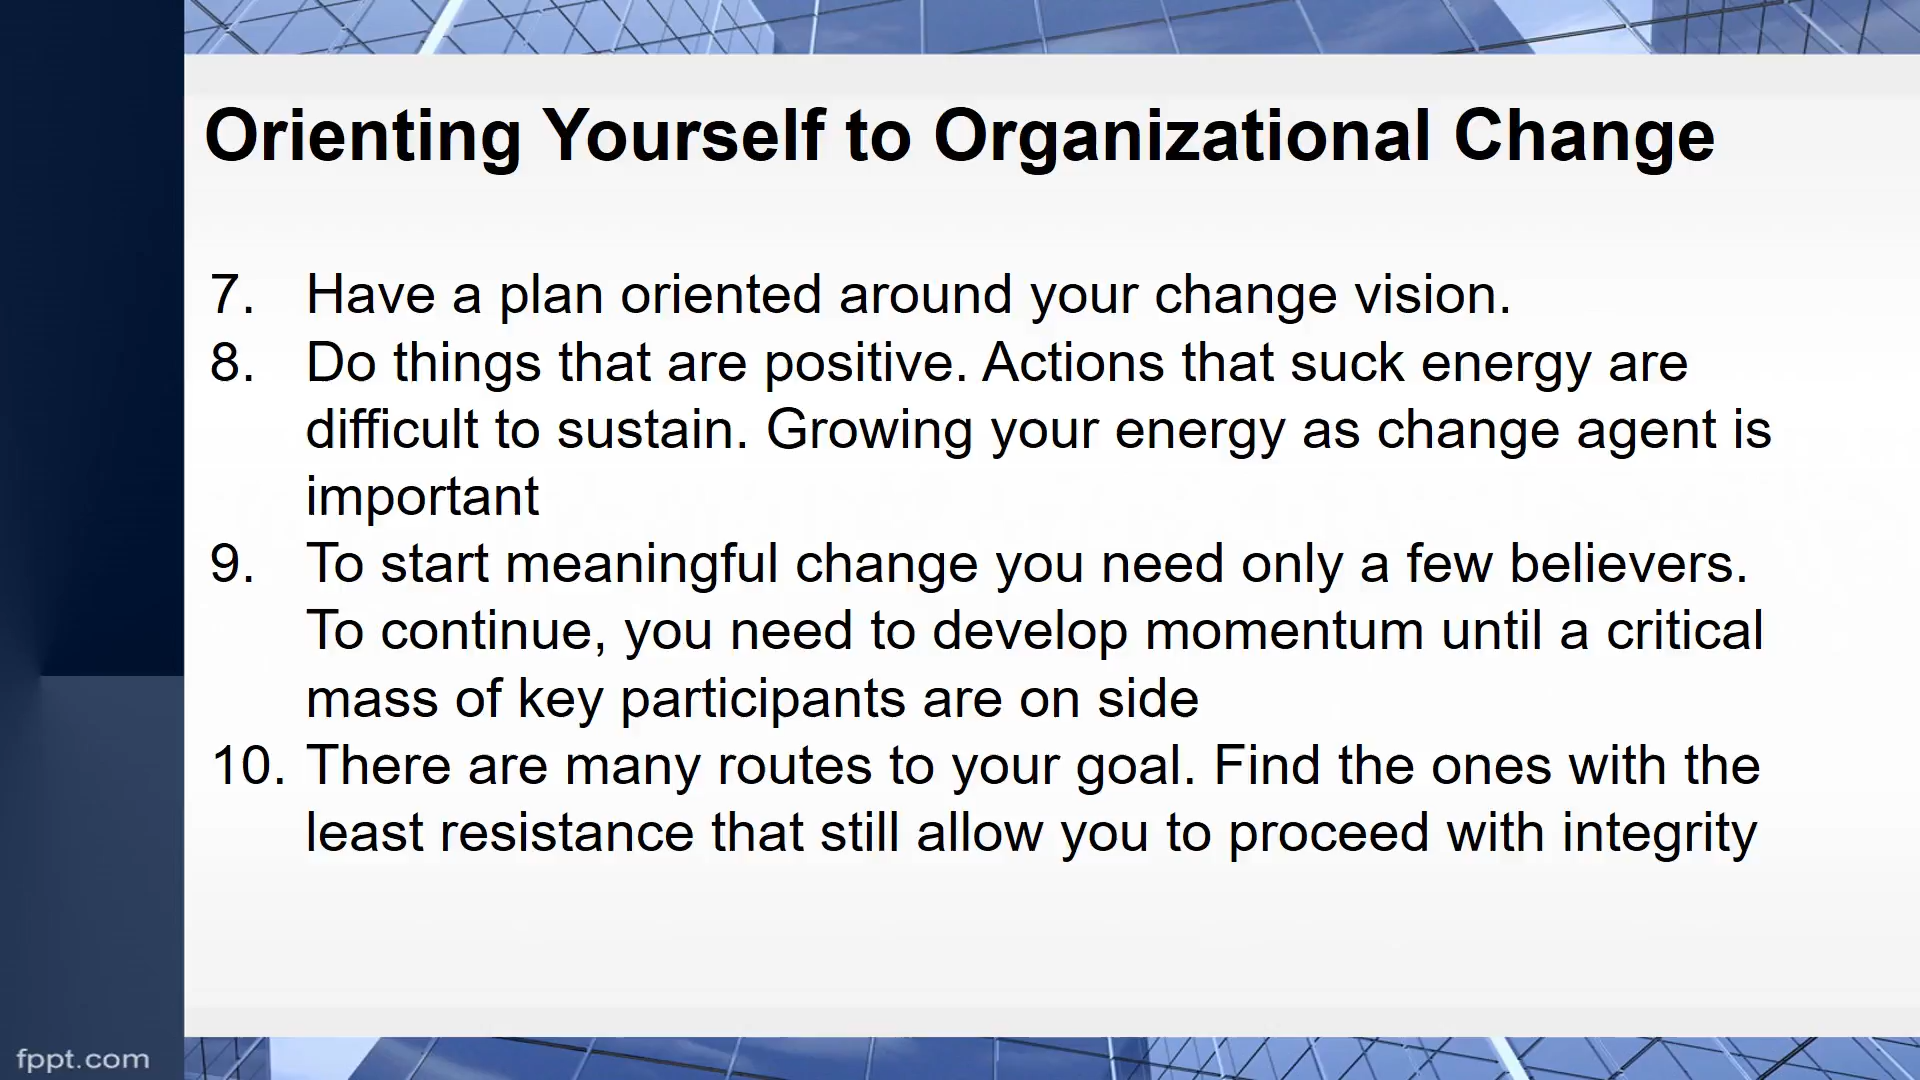 Orienting Yourself to Organizational Change
7. Have a plan oriented around your change vision.
8. Do things that are positive. Actions that suck energy are
difficult to sustain. Growing your energy as change agent is
important
9. To start meaningful change you need only a few believers.
To continue, you need to develop momentum until a critical
mass of key participants are on side
10. There are many routes to your goal. Find the ones with the
least resistance that still allow you to proceed with integrity
fppt.com